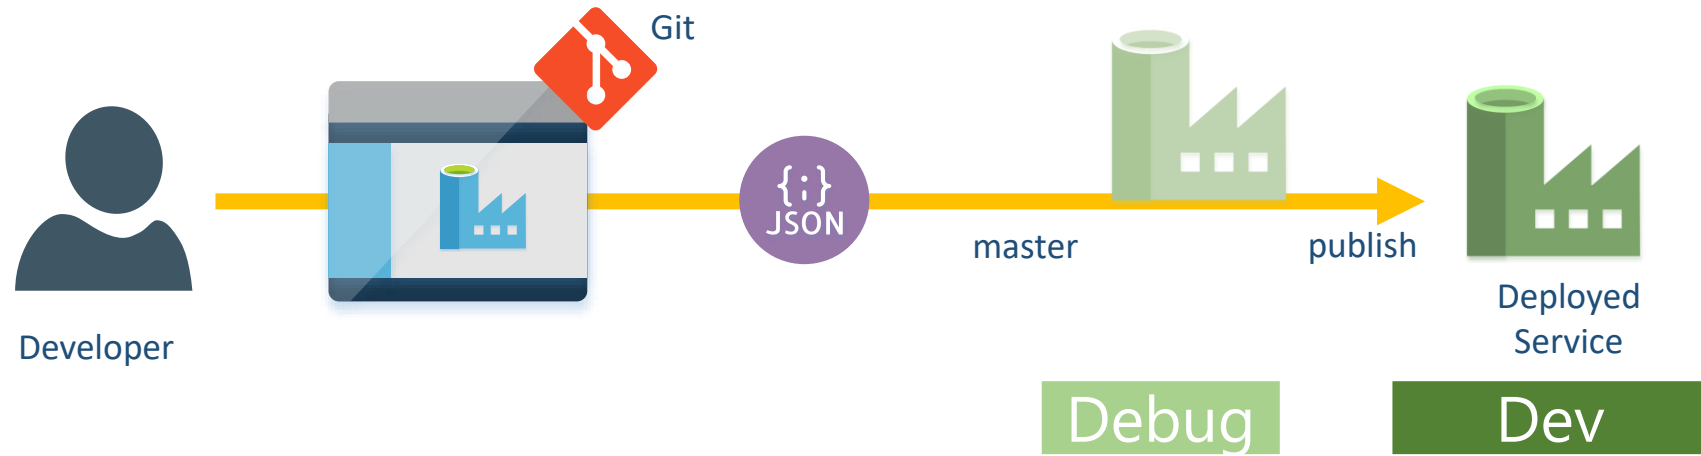 Git
{;}
JSON
master
publish
Developer
Deployed
Service
Debug
Dev